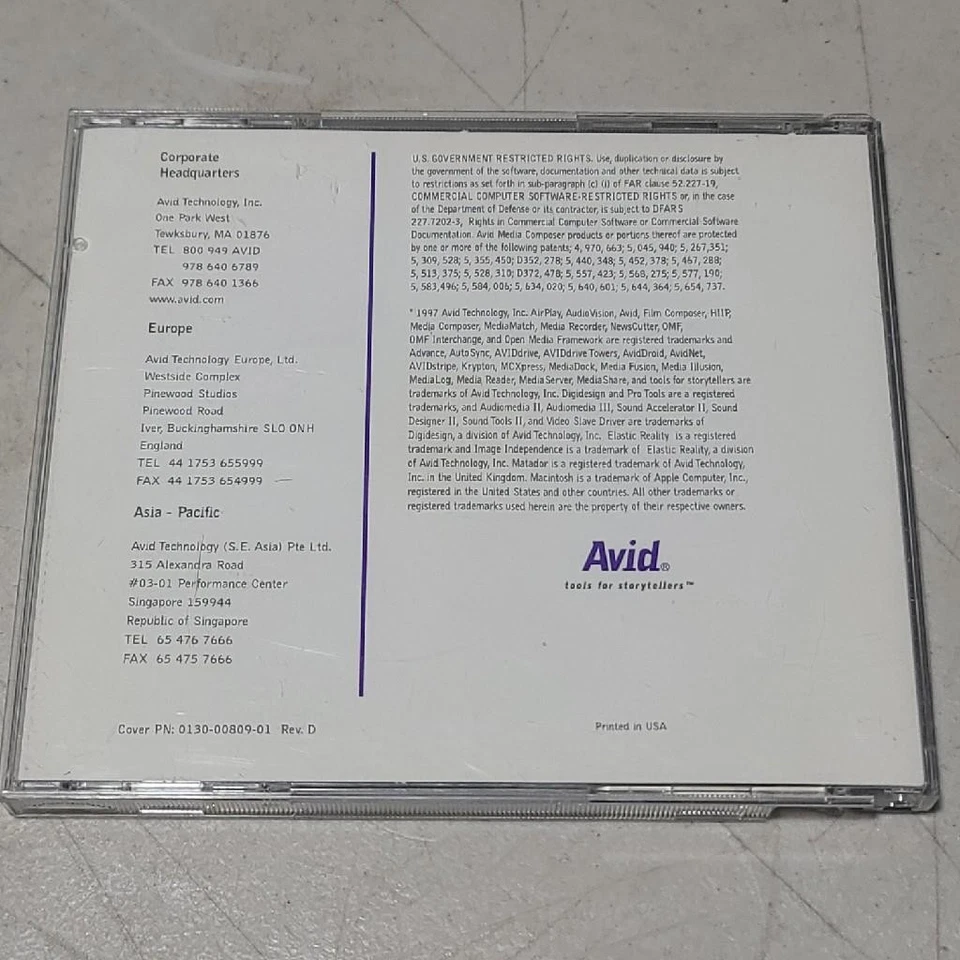 Corporate
Headquarters
Avid Technology, Inc.
One Park West
Tewksbury, MA 01876
TEL 800 949 AVID
978 640 6789
FAX 978 640 1366
www.avid.com
Europe
Avid Technology Europe, Ltd.
Westside Complex
Pinewood Studios
Pinewood Road
Iver, Buckinghamshire SL0 0NH
England
TEL 44 1753 655999
FAX 44 1753 654999
Asia - Pacific
Avid Technology (S.E. Asia) Pte Ltd.
315 Alexandra Road
#03-01 Performance Center
Singapore 159944
Republic of Singapore
TEL 65 476 7666
FAX 65 475 7666
Cover PN: 0130-00809-01 Rev. D
U.S. GOVERNMENT RESTRICTED RIGHTS. Use, duplication or disclosure by
the government of the software, documentation and other technical data is subject
to restrictions as set forth in sub-paragraph (c) (i) of FAR clause 52.227-19,
COMMERCIAL COMPUTER SOFTWARE-RESTRICTED RIGHTS or, in the case
of the Department of Defense or its contractor, is subject to DFARS
227.7202-3, Rights in Commercial Computer Software or Commercial Software
Documentation. Avid Media Composer products or portions thereof are protected
by one or more of the following patents; 4, 970, 663; 5, 045, 940; 5, 267, 351;
5, 309, 528; 5, 355, 450; D352, 278; 5, 440, 348; 5, 452, 378; 5, 467, 288;
5, 513, 375; 5, 528, 310; D372, 478; 5, 557, 423; 5, 568, 275; 5, 577, 190;
5, 583, 496; 5, 584, 006; 5, 634, 020; 5, 640, 601; 5, 644, 364; 5, 654, 737.
* 1997 Avid Technology, Inc. AirPlay, AudioVision, Avid, Film Composer, HIIP,
Media Composer, MediaMatch, Media Recorder, NewsCutter, OMF,
OMF Interchange, and Open Media Framework are registered trademarks and
Advance, AutoSync, AVIDdrive, AVIDdrive Towers, AvidDroid, AvidNet,
AVIDstripe, Krypton, MCXpress, MediaDock, Media Fusion, Media Illusion,
MediaLog, Media Reader, MediaServer, MediaShare, and tools for storytellers are
trademarks of Avid Technology, Inc. Digidesign and Pro Tools are a registered
trademarks, and Audiomedia II, Audiomedia III, Sound Accelerator II, Sound
Designer II, Sound Tools II, and Video Slave Driver are trademarks of
Digidesign, a division of Avid Technology, Inc. Elastic Reality is a registered
trademark and Image Independence is a trademark of Elastic Reality, a division
of Avid Technology, Inc. Matador is a registered trademark of Avid Technology,
Inc. in the United Kingdom. Macintosh is a trademark of Apple Computer, Inc.,
registered in the United States and other countries. All other trademarks or
registered trademarks used herein are the property of their respective owners.
Avid®
tools for storytellers™
Printed in USA